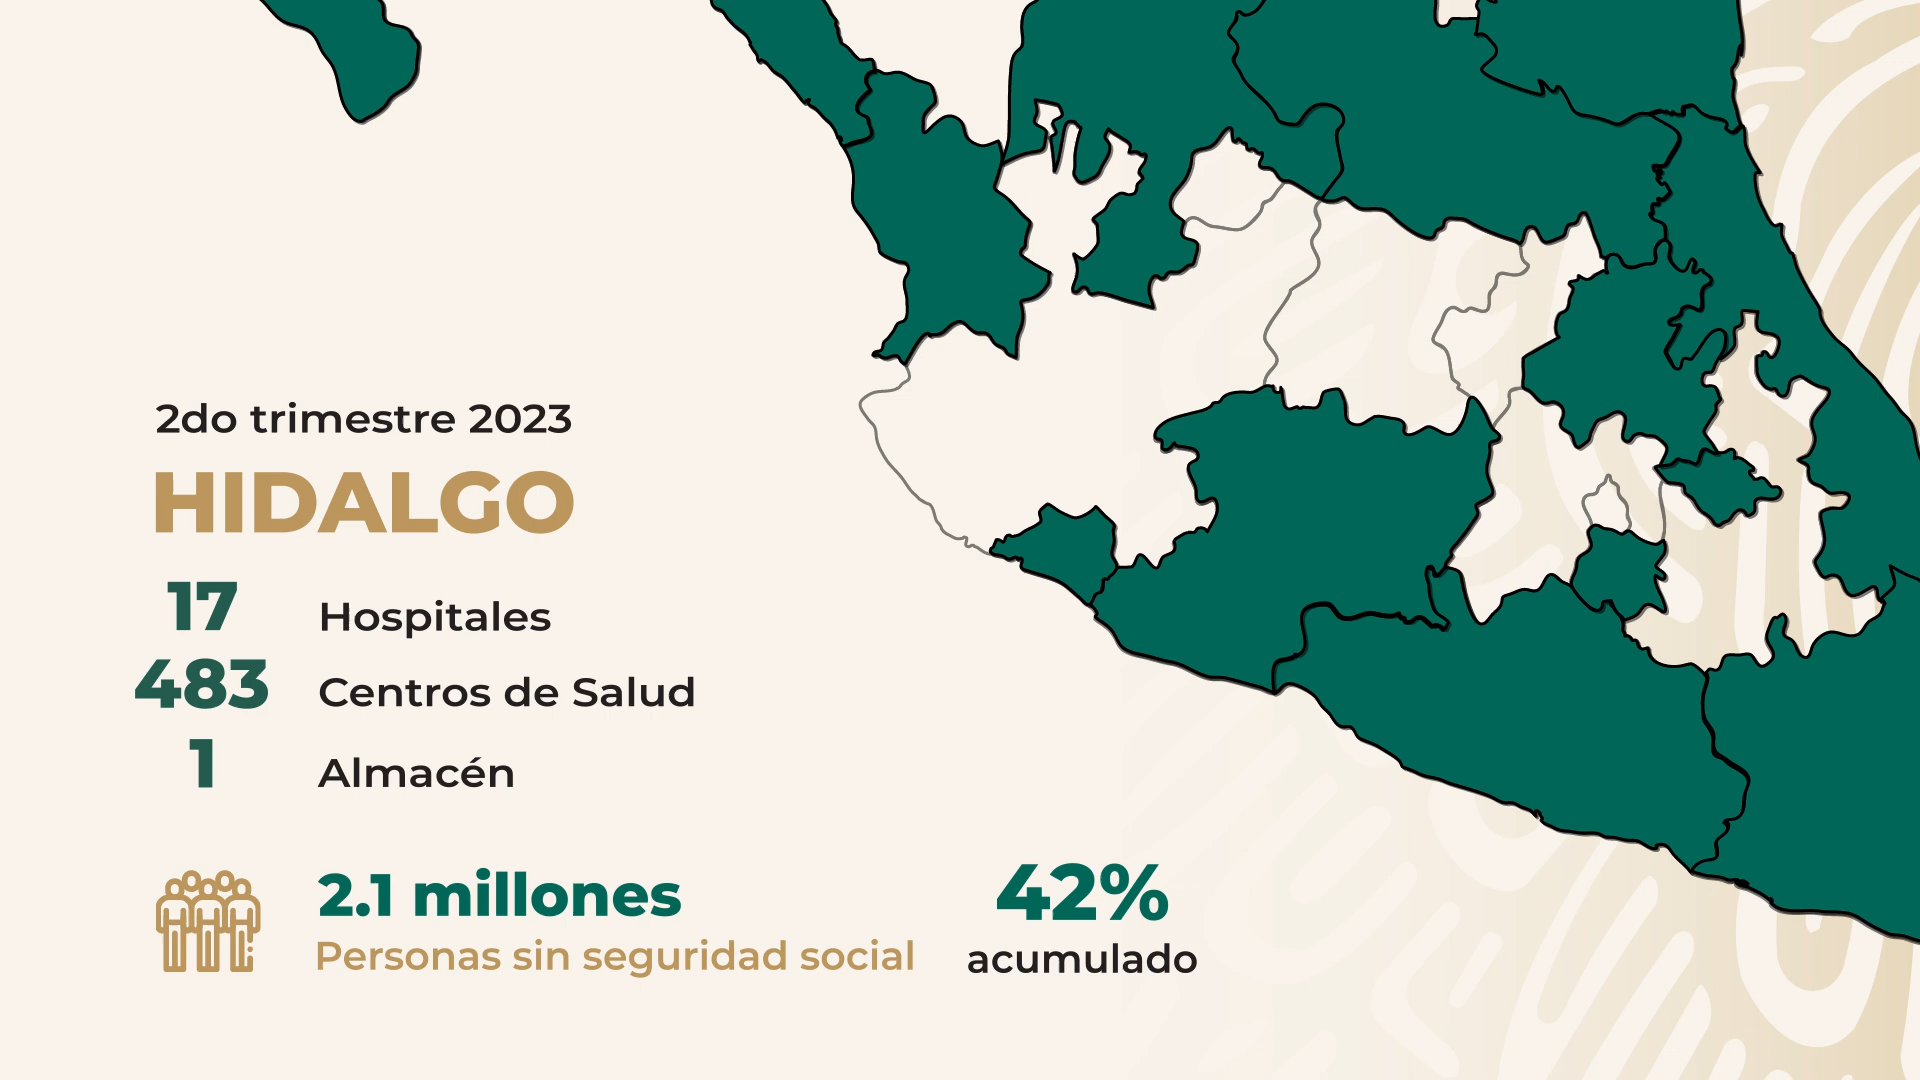 2do trimestre 2023
HIDALGO
17 Hospitales
483 Centros de Salud
1 Almacén
2.1 millones
Personas sin seguridad social
42%
acumulado